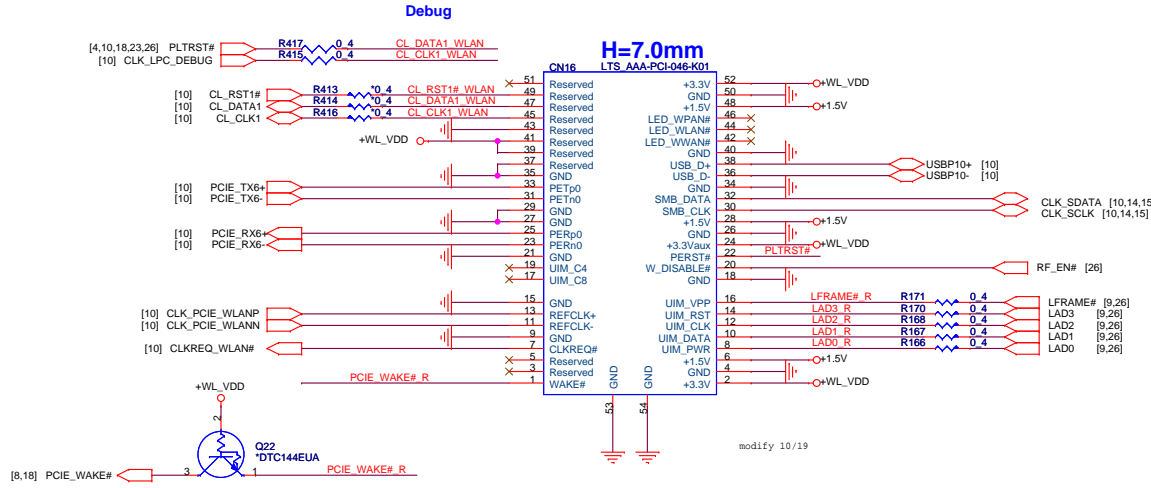 Debug
H=7.0mm
[4,10,18,23,26] PLTRST# R417 0_4 CL_DATA1_WLAN
[10] CLK_LPC_DEBUG R415 0_4 CL_CLK1_WLAN
CN16 LTS_AAA-PCI-046-K01
51 Reserved +3.3V 52 +WL_VDD
[10] CL_RST1# R413 *0_4 CL_RST1#_WLAN 49 Reserved GND 50
[10] CL_DATA1 R414 *0_4 CL_DATA1_WLAN 47 Reserved +1.5V 48 +1.5V
[10] CL_CLK1 R416 *0_4 CL_CLK1_WLAN 45 Reserved LED_WPAN# 46
43 Reserved LED_WLAN# 44
+WL_VDD 41 Reserved LED_WWAN# 42
39 Reserved GND 40
37 Reserved USB_D+ 38 USBP10+ [10]
35 GND USB_D- 36 USBP10- [10]
[10] PCIE_TX6+ 33 PETp0 GND 34
[10] PCIE_TX6- 31 PETn0 SMB_DATA 32 CLK_SDATA [10,14,15
29 GND SMB_CLK 30 CLK_SCLK [10,14,15]
27 GND +1.5V 28 +1.5V
[10] PCIE_RX6+ 25 PERp0 GND 26
[10] PCIE_RX6- 23 PERn0 +3.3Vaux 24 +WL_VDD
21 GND PERST# 22 PLTRST#
19 UIM_C4 W_DISABLE# 20 RF_EN# [26]
17 UIM_C8 GND 18
15 GND UIM_VPP 16 LFRAME#_R R171 0_4 LFRAME# [9,26]
[10] CLK_PCIE_WLANP 13 REFCLK+ UIM_RST 14 LAD3_R R170 0_4 LAD3 [9,26]
[10] CLK_PCIE_WLANN 11 REFCLK- UIM_CLK 12 LAD2_R R168 0_4 LAD2 [9,26]
9 GND UIM_DATA 10 LAD1_R R167 0_4 LAD1 [9,26]
[10] CLKREQ_WLAN# 7 CLKREQ# UIM_PWR 8 LAD0_R R166 0_4 LAD0 [9,26]
5 Reserved +1.5V 6 +1.5V
3 Reserved GND 4
PCIE_WAKE#_R 1 WAKE# +3.3V 2 +WL_VDD
GND GND
53 54
+WL_VDD
2
Q22
*DTC144EUA
modify 10/19
[8,18] PCIE_WAKE# 3 1 PCIE_WAKE#_R